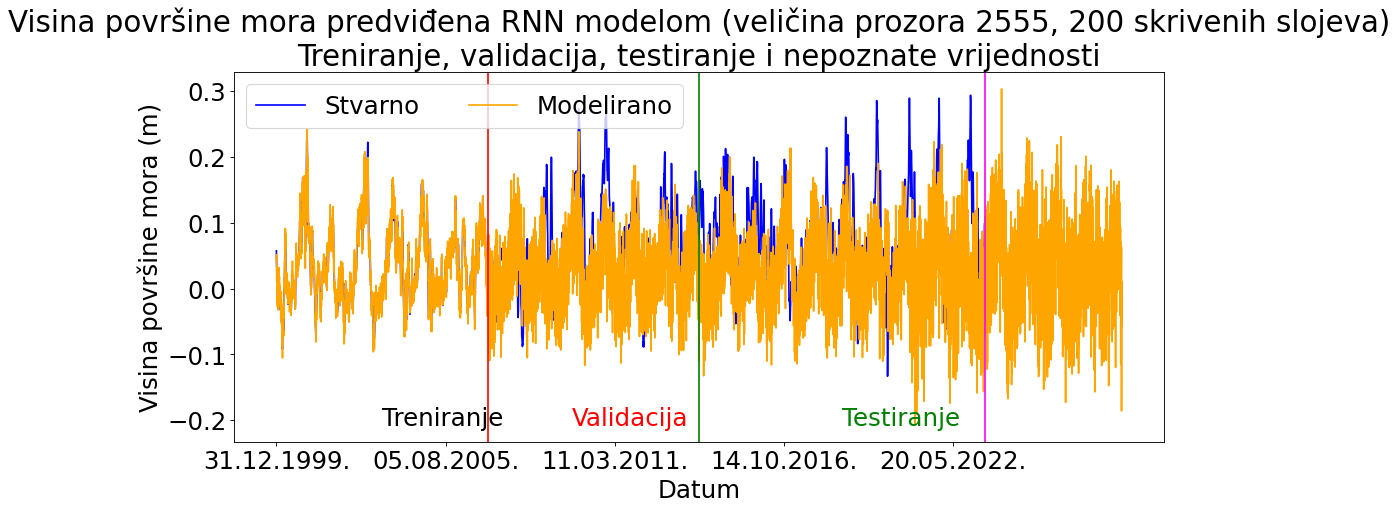 Visina površine mora predviđena RNN modelom (veličina prozora 2555, 200 skrivenih slojeva)
Treniranje, validacija, testiranje i nepoznate vrijednosti
Stvarno Modelirano
Visina površine mora (m)
0.3
0.2
0.1
0.0
−0.1
−0.2
Treniranje Validacija Testiranje
31.12.1999. 05.08.2005. 11.03.2011. 14.10.2016. 20.05.2022.
Datum